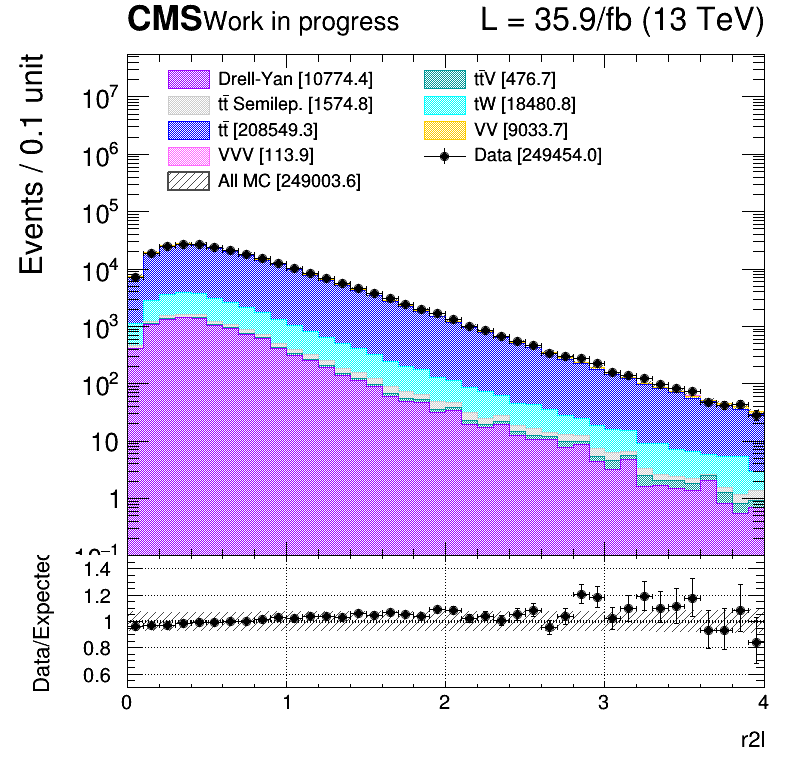 CMS Work in progress L = 35.9/fb (13 TeV)
Drell-Yan [10774.4] tt̄V [476.7]
tt̄ Semilep. [1574.8] tW [18480.8]
tt̄ [208549.3] VV [9033.7]
VVV [113.9] Data [249454.0]
All MC [249003.6]
Events / 0.1 unit
10⁷
10⁶
10⁵
10⁴
10³
10²
10
1
10⁻¹
Data/Expected
1.4
1.2
1
0.8
0.6
0 1 2 3 4
r2l